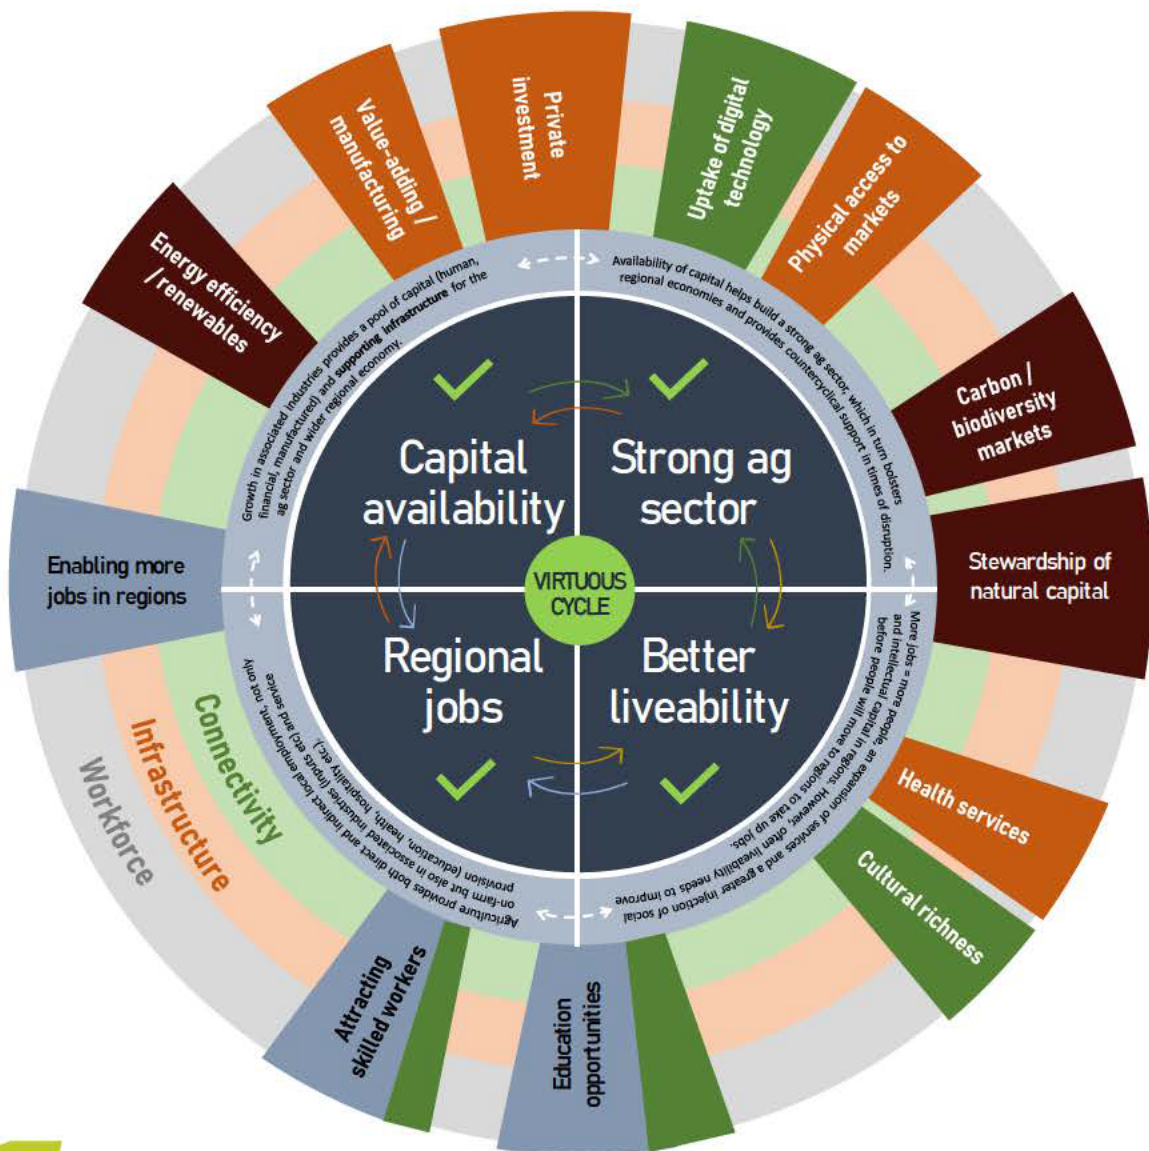 Private
investment
Uptake of digital
technology
Physical access to
markets
Carbon /
biodiversity
markets
Stewardship of
natural capital
Health services
Cultural richness
Education
opportunities
Attracting
skilled workers
Enabling more
jobs in regions
Energy efficiency
/ renewables
Value-adding /
manufacturing
Growth in associated industries provides a pool of capital (human,
financial, manufactured) and supporting infrastructure for the
ag sector and wider regional economy.
Availability of capital helps build a strong ag sector, which in turn bolsters
regional economies and provides countercyclical support in times of disruption.
More jobs = more people, an expansion of services and a greater injection of social
and intellectual capital in regions. However, often liveability needs to improve
before people will move to regions to take up jobs.
Agriculture provides both direct and indirect local employment, not only
on-farm but also in associated industries (inputs etc) and service
provision (education, health, hospitality etc.).
Capital
availability
Strong ag
sector
VIRTUOUS
CYCLE
Regional
jobs
Better
liveability
Connectivity
Infrastructure
Workforce